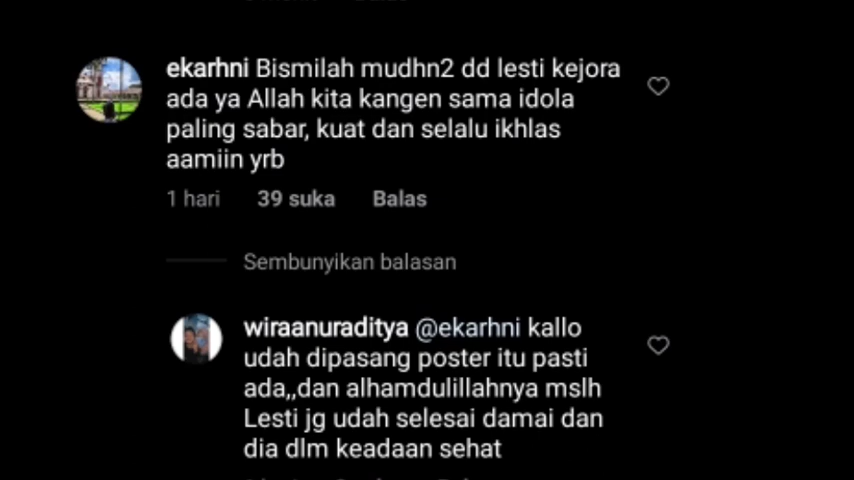 ekarhni Bismilah mudhn2 dd lesti kejora
ada ya Allah kita kangen sama idola
paling sabar, kuat dan selalu ikhlas
aamiin yrb
1 hari 39 suka Balas
Sembunyikan balasan
wiraanuraditya @ekarhni kallo
udah dipasang poster itu pasti
ada,,dan alhamdulillahnya mslh
Lesti jg udah selesai damai dan
dia dlm keadaan sehat